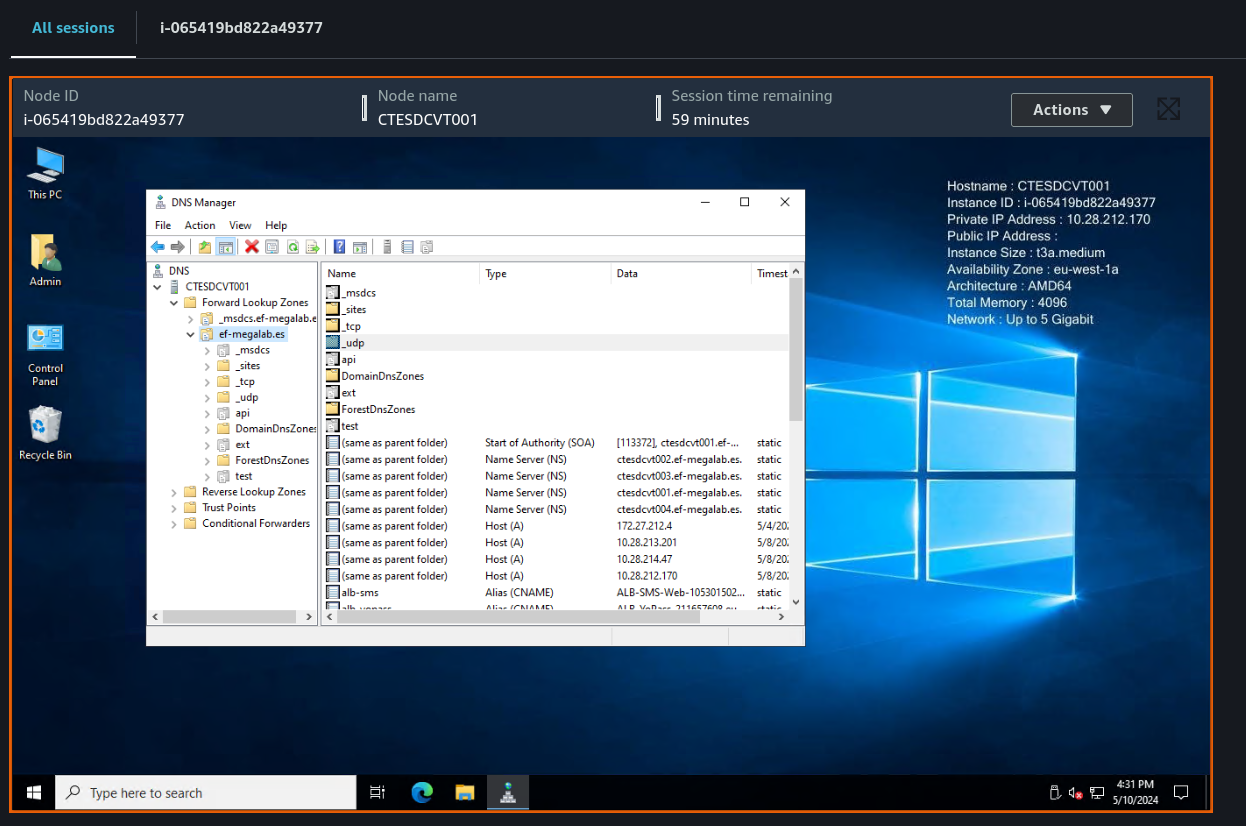 All sessions
i-065419bd822a49377
Node ID
i-065419bd822a49377
Node name
CTESDCVT001
Session time remaining
59 minutes
Actions
This PC
Admin
Control
Panel
Recycle Bin
Hostname : CTESDCVT001
Instance ID : i-065419bd822a49377
Private IP Address : 10.28.212.170
Public IP Address :
Instance Size : t3a.medium
Availability Zone : eu-west-1a
Architecture : AMD64
Total Memory : 4096
Network : Up to 5 Gigabit
DNS Manager
File Action View Help
DNS
CTESDCVT001
Forward Lookup Zones
_msdcs.ef-megalab.e
ef-megalab.es
_msdcs
_sites
_tcp
_udp
api
DomainDnsZones
ext
ForestDnsZones
test
Reverse Lookup Zones
Trust Points
Conditional Forwarders
Name Type Data Timest
_msdcs
_sites
_tcp
_udp
api
DomainDnsZones
ext
ForestDnsZones
test
(same as parent folder) Start of Authority (SOA) [113372], ctesdcvt001.ef-... static
(same as parent folder) Name Server (NS) ctesdcvt002.ef-megalab.es. static
(same as parent folder) Name Server (NS) ctesdcvt003.ef-megalab.es. static
(same as parent folder) Name Server (NS) ctesdcvt001.ef-megalab.es. static
(same as parent folder) Name Server (NS) ctesdcvt004.ef-megalab.es. static
(same as parent folder) Host (A) 172.27.212.4 5/4/202
(same as parent folder) Host (A) 10.28.213.201 5/8/202
(same as parent folder) Host (A) 10.28.214.47 5/8/202
(same as parent folder) Host (A) 10.28.212.170 5/8/202
alb-sms Alias (CNAME) ALB-SMS-Web-105301502... static
Alias (CNAME) static
Type here to search
4:31 PM
5/10/2024